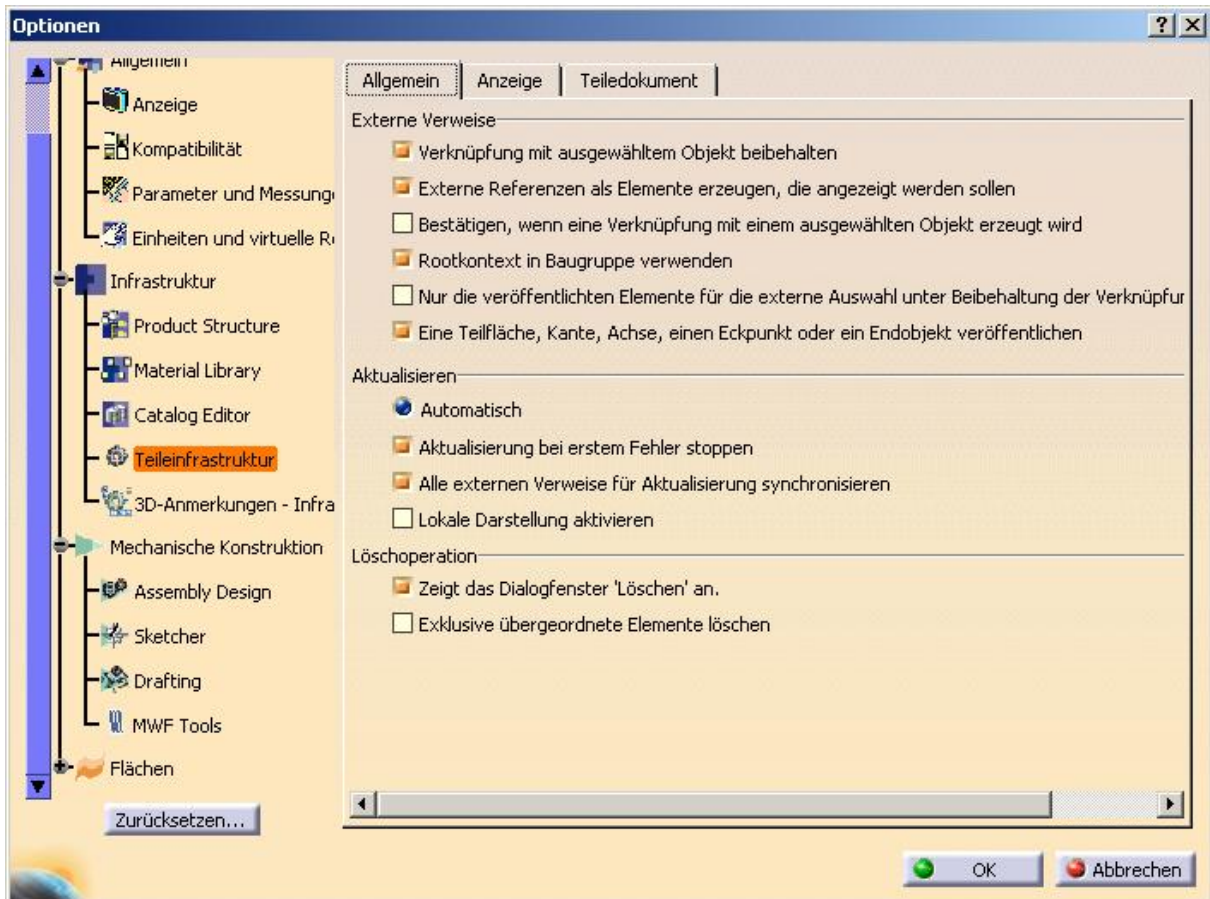 Optionen
Allgemein
Anzeige
Kompatibilität
Parameter und Messunge
Einheiten und virtuelle R
Infrastruktur
Product Structure
Material Library
Catalog Editor
Teileinfrastruktur
3D-Anmerkungen - Infra
Mechanische Konstruktion
Assembly Design
Sketcher
Drafting
MWF Tools
Flächen
Zurücksetzen...
Allgemein Anzeige Teiledokument
Externe Verweise
Verknüpfung mit ausgewähltem Objekt beibehalten
Externe Referenzen als Elemente erzeugen, die angezeigt werden sollen
Bestätigen, wenn eine Verknüpfung mit einem ausgewählten Objekt erzeugt wird
Rootkontext in Baugruppe verwenden
Nur die veröffentlichten Elemente für die externe Auswahl unter Beibehaltung der Verknüpfur
Eine Teilfläche, Kante, Achse, einen Eckpunkt oder ein Endobjekt veröffentlichen
Aktualisieren
Automatisch
Aktualisierung bei erstem Fehler stoppen
Alle externen Verweise für Aktualisierung synchronisieren
Lokale Darstellung aktivieren
Löschoperation
Zeigt das Dialogfenster 'Löschen' an.
Exklusive übergeordnete Elemente löschen
OK Abbrechen